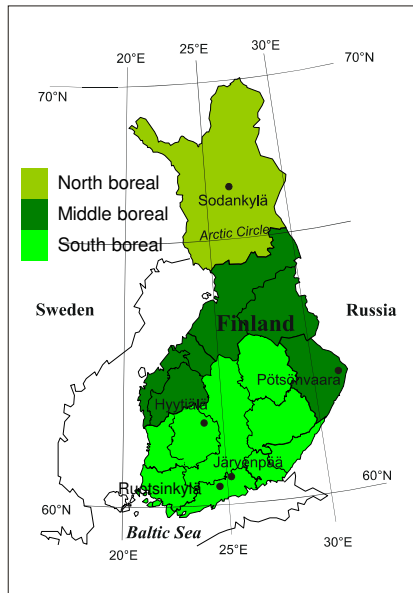 20°E
25°E
30°E
70°N
70°N
North boreal
Middle boreal
South boreal
Sodankylä
Arctic Circle
Sweden
Finland
Russia
Pötsönvaara
Hyytiälä
Järvenpää
Ruotsinkylä
60°N
60°N
Baltic Sea
20°E
25°E
30°E